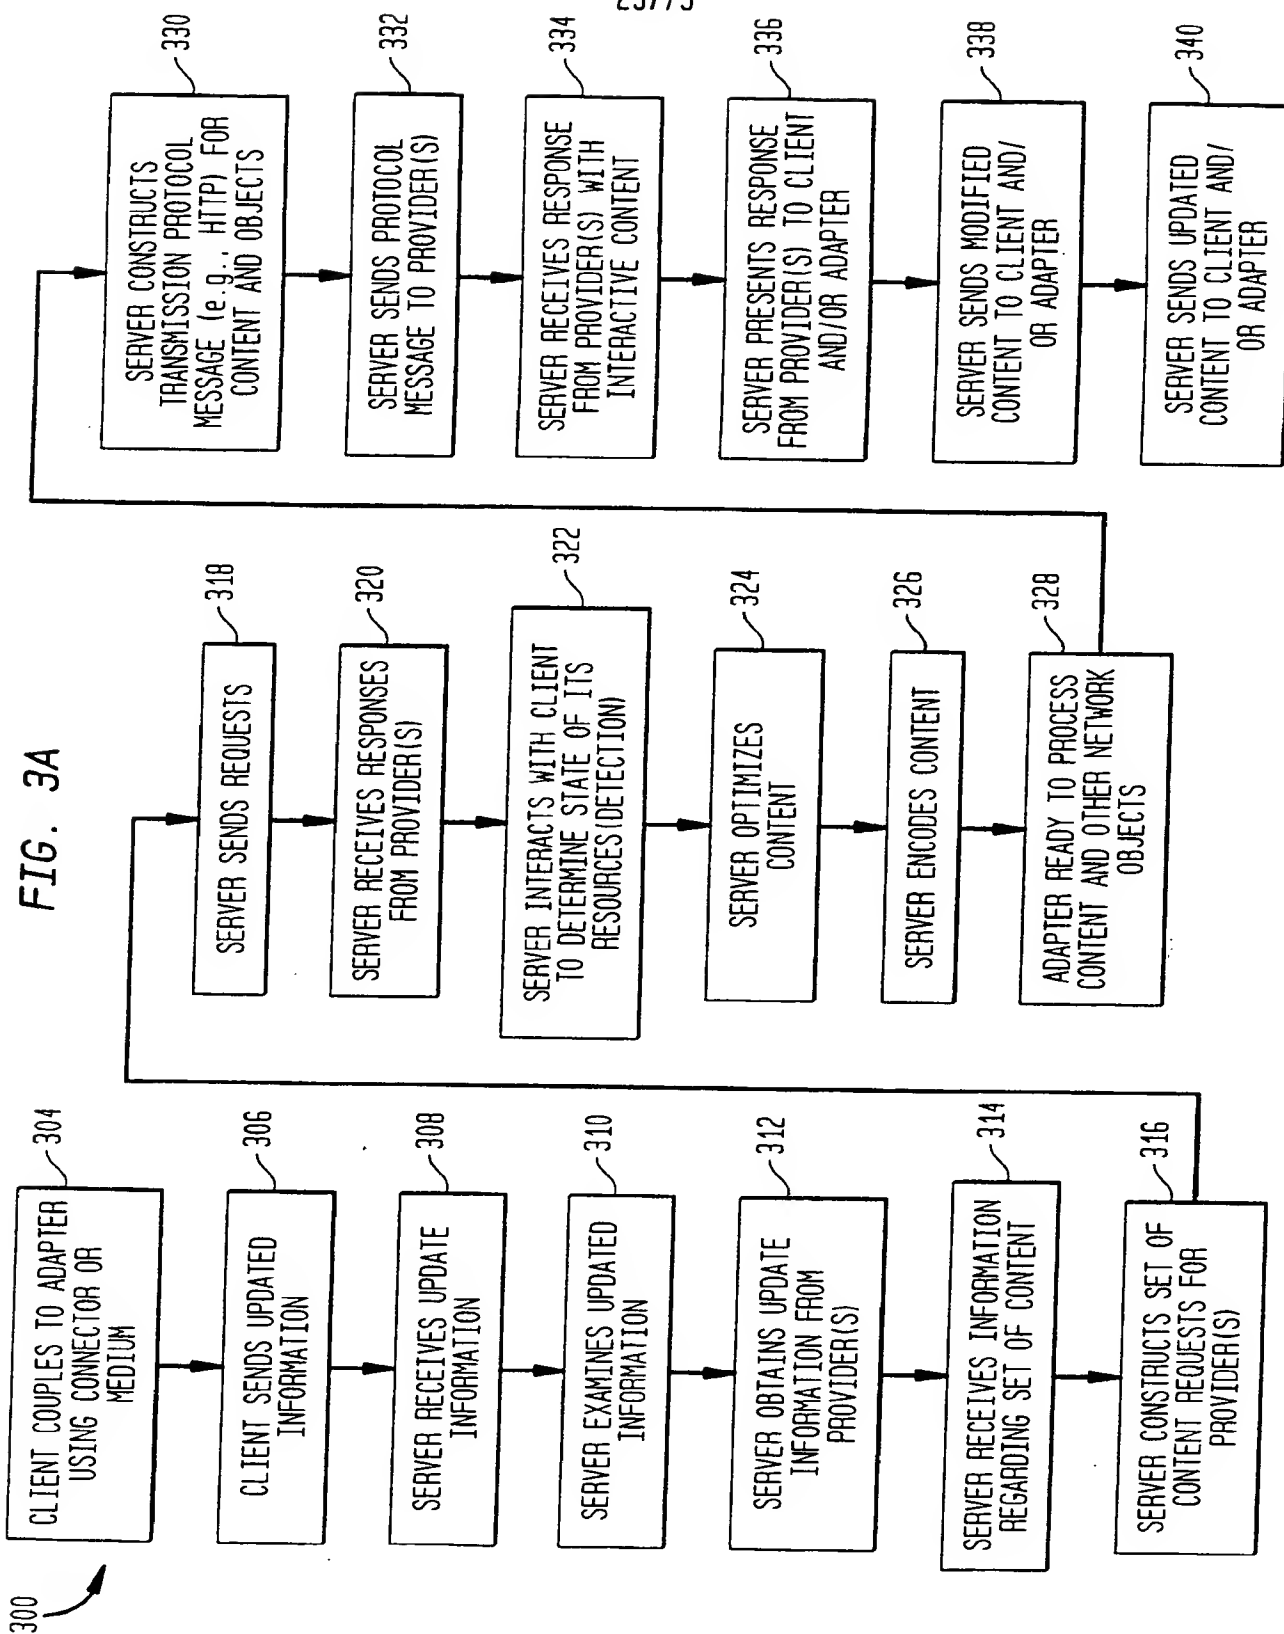 FIG. 3A
300
CLIENT COUPLES TO ADAPTER
USING CONNECTOR OR
MEDIUM
304
CLIENT SENDS UPDATED
INFORMATION
306
SERVER RECEIVES UPDATE
INFORMATION
308
SERVER EXAMINES UPDATED
INFORMATION
310
SERVER OBTAINS UPDATE
INFORMATION FROM
PROVIDER(S)
312
SERVER RECEIVES INFORMATION
REGARDING SET OF CONTENT
314
SERVER CONSTRUCTS SET OF
CONTENT REQUESTS FOR
PROVIDER(S)
316
SERVER SENDS REQUESTS
318
SERVER RECEIVES RESPONSES
FROM PROVIDER(S)
320
SERVER INTERACTS WITH CLIENT
TO DETERMINE STATE OF ITS
RESOURCES(DETECTION)
322
SERVER OPTIMIZES
CONTENT
324
SERVER ENCODES CONTENT
326
ADAPTER READY TO PROCESS
CONTENT AND OTHER NETWORK
OBJECTS
328
SERVER CONSTRUCTS
TRANSMISSION PROTOCOL
MESSAGE (e.g., HTTP) FOR
CONTENT AND OBJECTS
330
SERVER SENDS PROTOCOL
MESSAGE TO PROVIDER(S)
332
SERVER RECEIVES RESPONSE
FROM PROVIDER(S) WITH
INTERACTIVE CONTENT
334
SERVER PRESENTS RESPONSE
FROM PROVIDER(S) TO CLIENT
AND/OR ADAPTER
336
SERVER SENDS MODIFIED
CONTENT TO CLIENT AND/
OR ADAPTER
338
SERVER SENDS UPDATED
CONTENT TO CLIENT AND/
OR ADAPTER
340